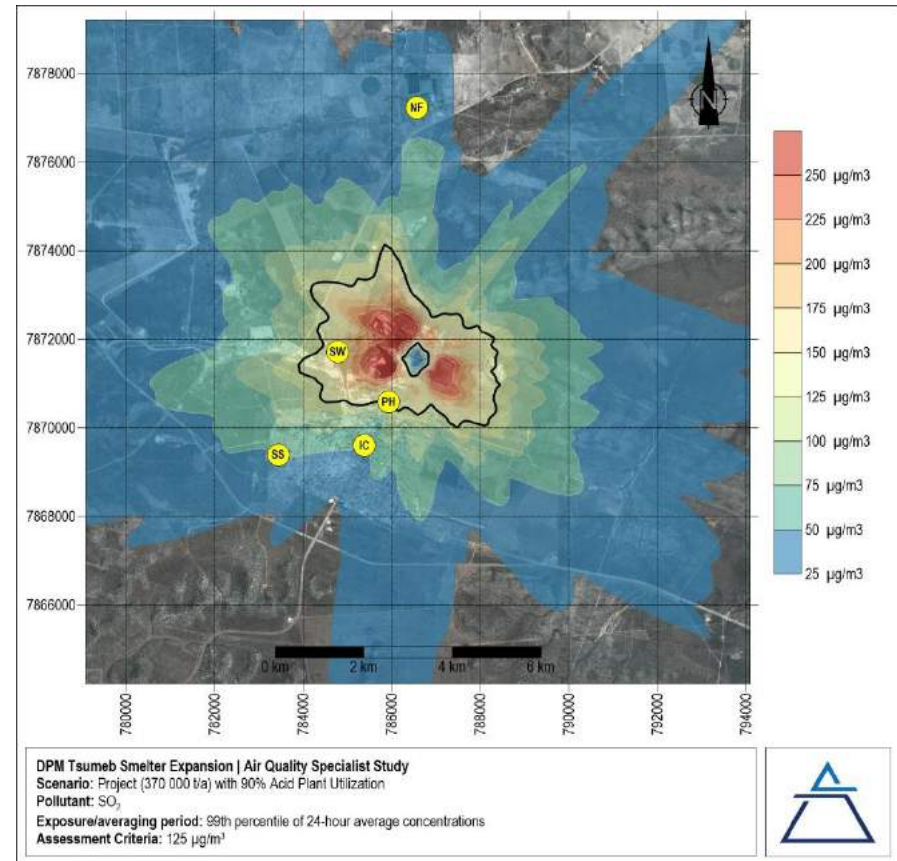 7878000
7876000
7874000
7872000
7870000
7868000
7866000
NF
N
SW
PH
IC
SS
250 µg/m3
225 µg/m3
200 µg/m3
175 µg/m3
150 µg/m3
125 µg/m3
100 µg/m3
75 µg/m3
50 µg/m3
25 µg/m3
0 km 2 km 4 km 6 km
780000 782000 784000 786000 788000 790000 792000 794000
DPM Tsumeb Smelter Expansion | Air Quality Specialist Study
Scenario: Project (370 000 t/a) with 90% Acid Plant Utilization
Pollutant: SO₂
Exposure/averaging period: 99th percentile of 24-hour average concentrations
Assessment Criteria: 125 µg/m³